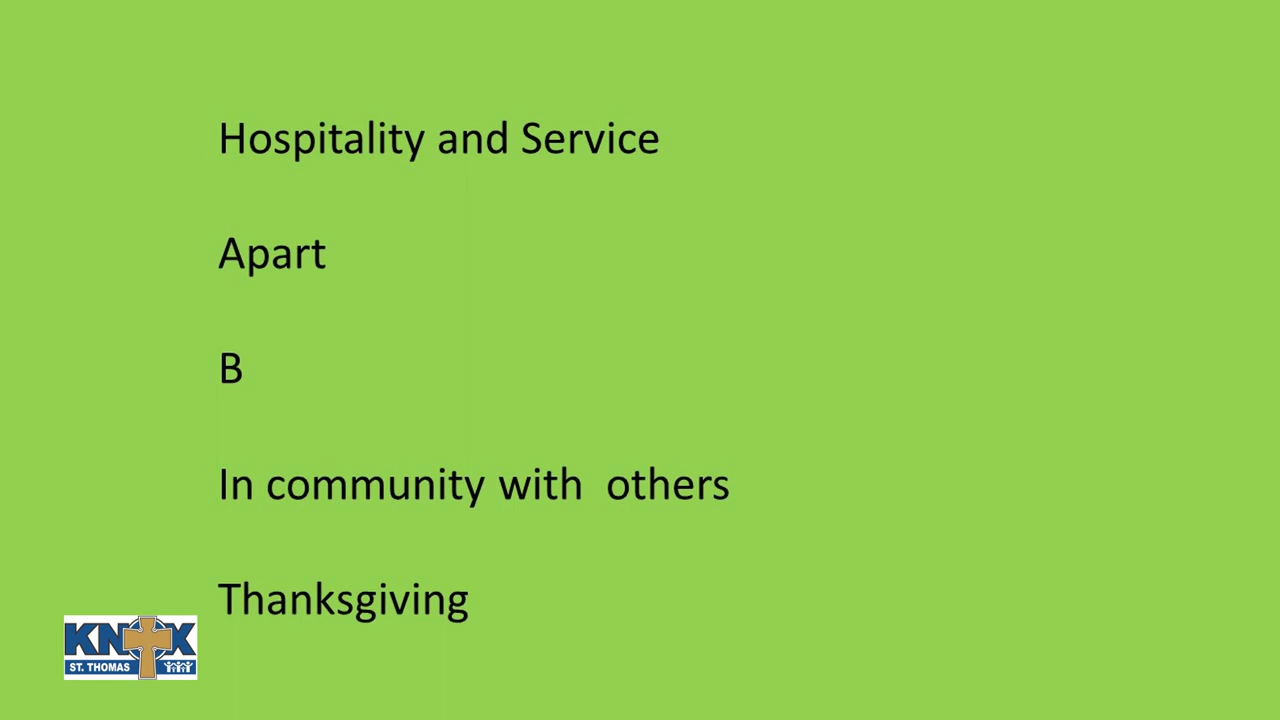 Hospitality and Service
Apart
B
In community with  others
Thanksgiving
KNOX
ST. THOMAS